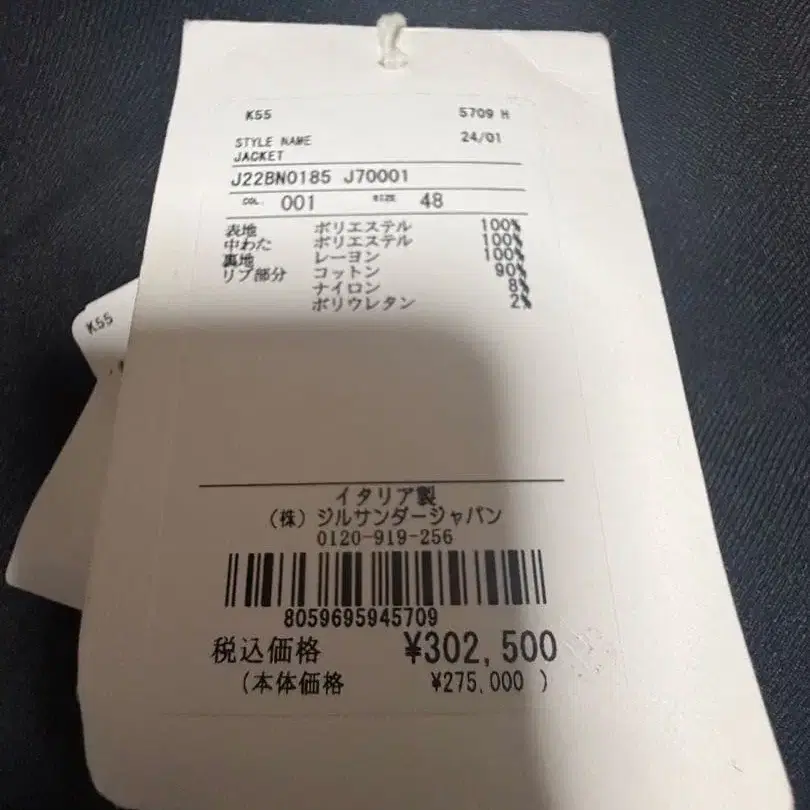 K55 5709 H
STYLE NAME 24/01
JACKET
J22BN0185 J70001
COL. 001 SIZE 48
表地 ポリエステル 100%
中わた ポリエステル 100%
裏地 レーヨン 100%
リブ部分 コットン 90%
ナイロン 8%
ポリウレタン 2%
K55
イタリア製
(株) ジルサンダージャパン
0120-919-256
8059695945709
税込価格 ¥302,500
(本体価格 ¥275,000 )